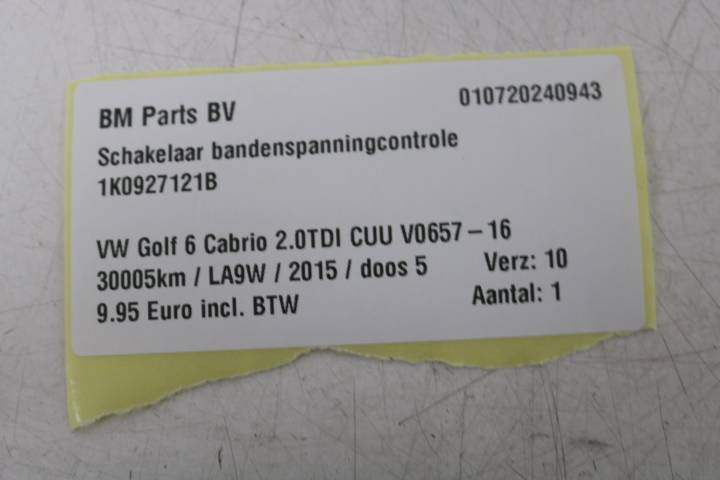 BM Parts BV 010720240943
Schakelaar bandenspanningcontrole
1K0927121B
VW Golf 6 Cabrio 2.0TDI CUU V0657-16
30005km / LA9W / 2015 / doos 5 Verz: 10
9.95 Euro incl. BTW Aantal: 1